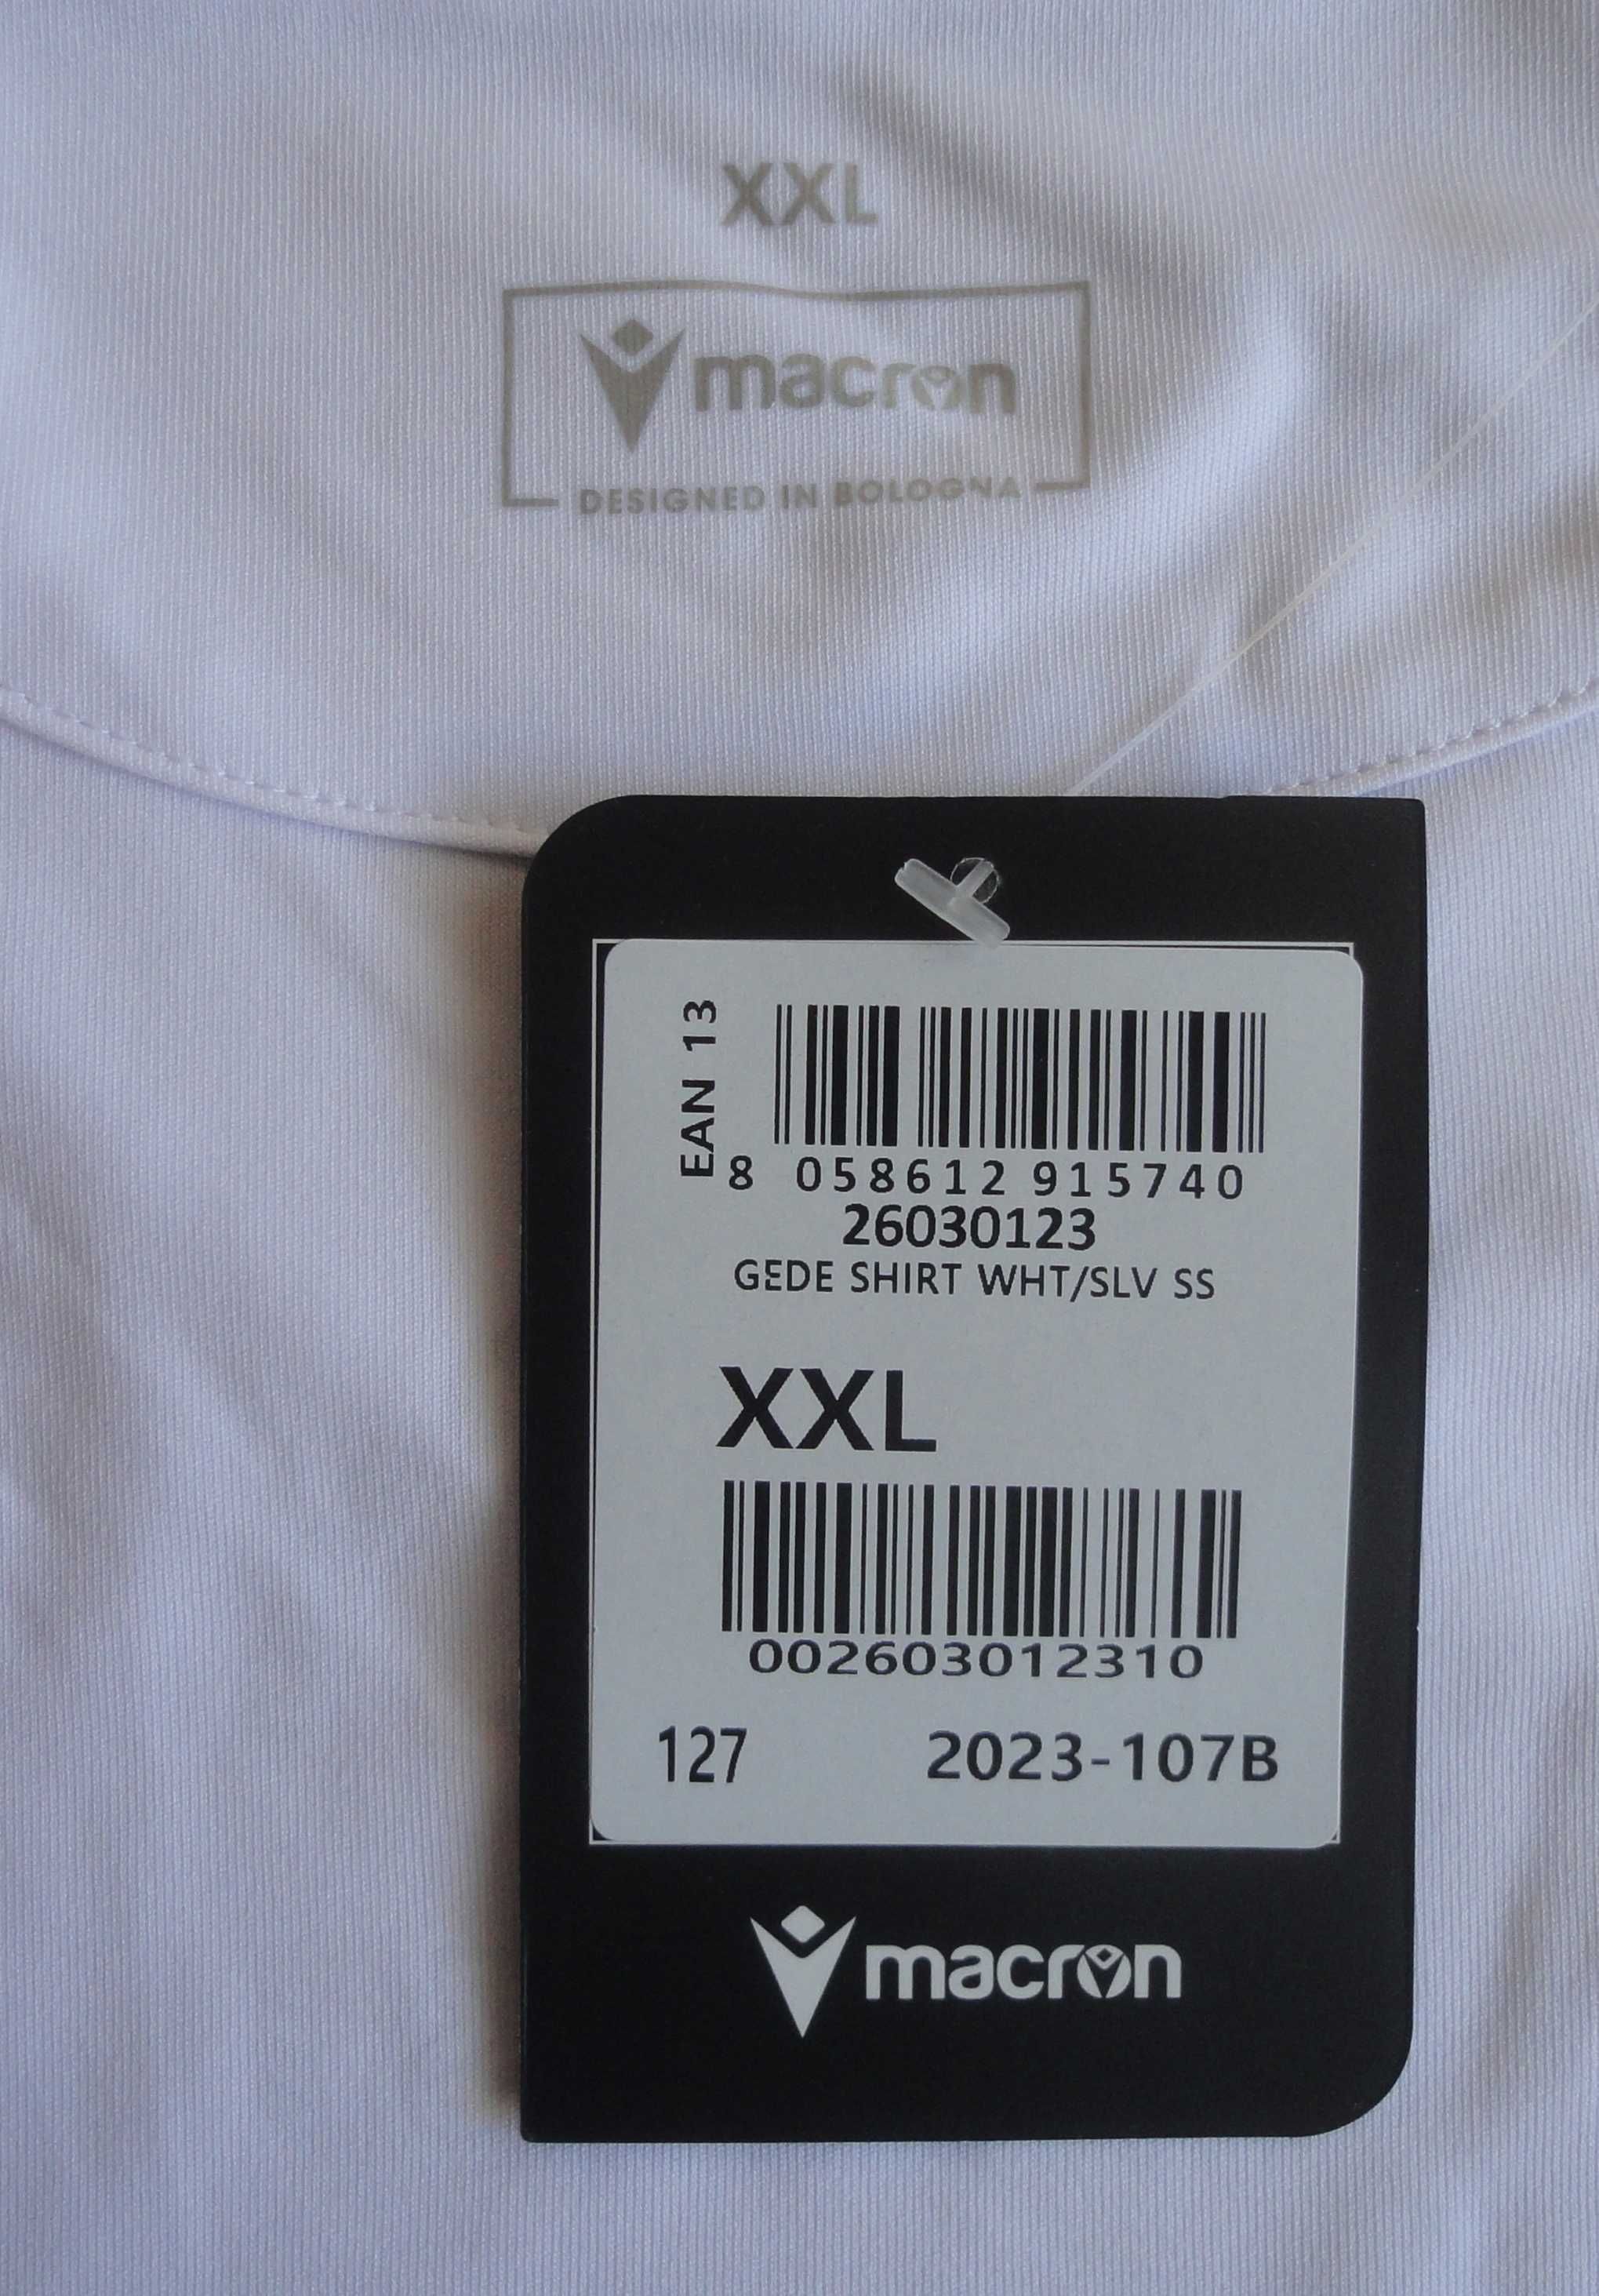 XXL
macron
DESIGNED IN BOLOGNA
EAN 13
8 058612 915740
26030123
GEDE SHIRT WHT/SLV SS
XXL
002603012310
127 2023-107B
macron